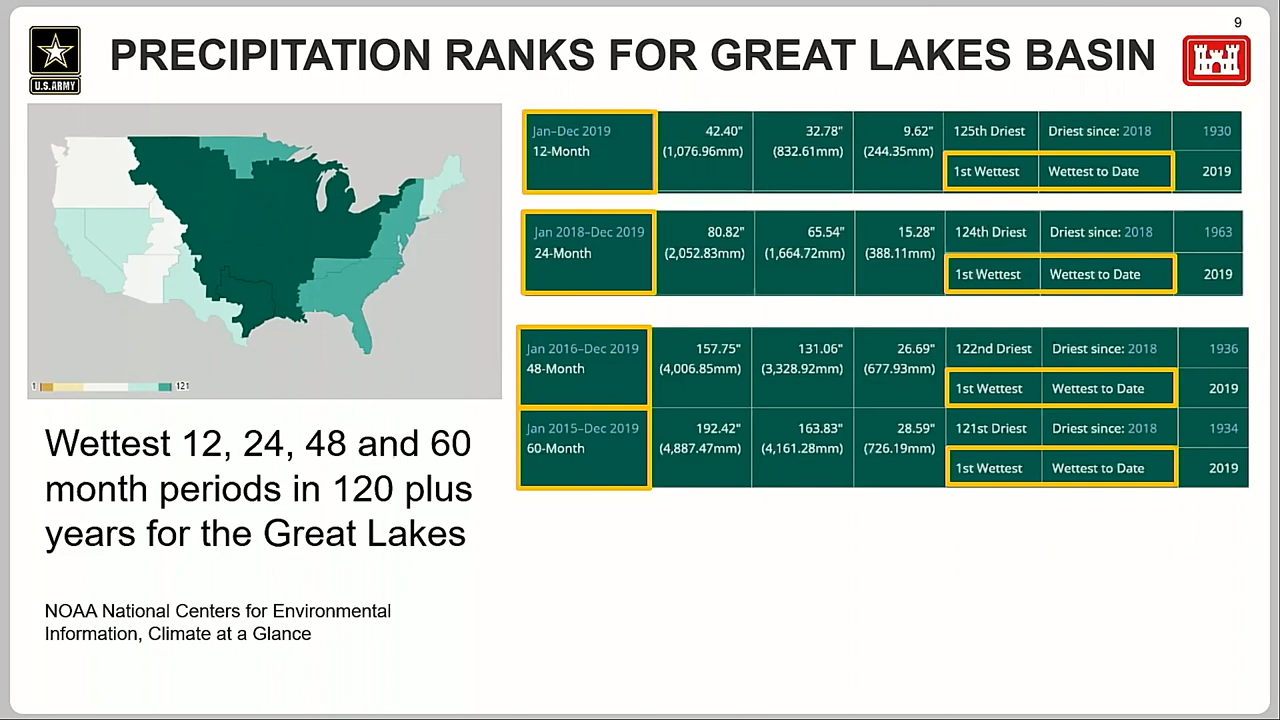 9
PRECIPITATION RANKS FOR GREAT LAKES BASIN
U.S.ARMY
1 121
Wettest 12, 24, 48 and 60
month periods in 120 plus
years for the Great Lakes
NOAA National Centers for Environmental
Information, Climate at a Glance
Jan–Dec 2019 42.40" 32.78" 9.62" 125th Driest Driest since: 2018 1930
12-Month (1,076.96mm) (832.61mm) (244.35mm)
1st Wettest Wettest to Date 2019
Jan 2018–Dec 2019 80.82" 65.54" 15.28" 124th Driest Driest since: 2018 1963
24-Month (2,052.83mm) (1,664.72mm) (388.11mm)
1st Wettest Wettest to Date 2019
Jan 2016–Dec 2019 157.75" 131.06" 26.69" 122nd Driest Driest since: 2018 1936
48-Month (4,006.85mm) (3,328.92mm) (677.93mm)
1st Wettest Wettest to Date 2019
Jan 2015–Dec 2019 192.42" 163.83" 28.59" 121st Driest Driest since: 2018 1934
60-Month (4,887.47mm) (4,161.28mm) (726.19mm)
1st Wettest Wettest to Date 2019